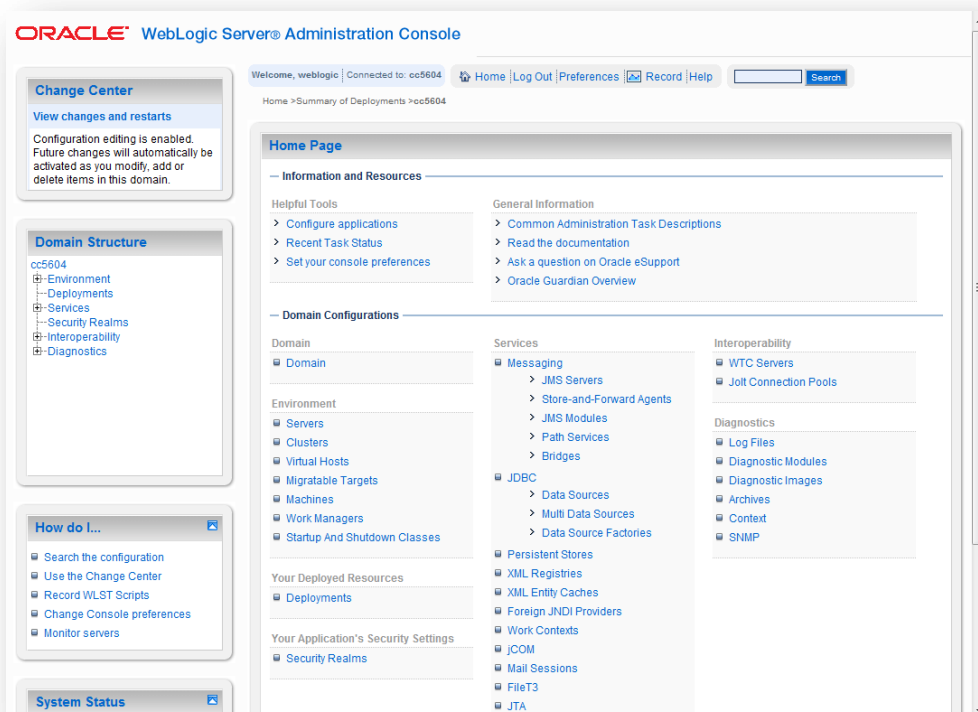 ORACLE WebLogic Server® Administration Console
Change Center
View changes and restarts
Configuration editing is enabled.
Future changes will automatically be
activated as you modify, add or
delete items in this domain.
Domain Structure
cc5604
Environment
Deployments
Services
Security Realms
Interoperability
Diagnostics
How do I...
Search the configuration
Use the Change Center
Record WLST Scripts
Change Console preferences
Monitor servers
System Status
Welcome, weblogic Connected to: cc5604 Home Log Out Preferences Record Help Search
Home >Summary of Deployments >cc5604
Home Page
Information and Resources
Helpful Tools
Configure applications
Recent Task Status
Set your console preferences
General Information
Common Administration Task Descriptions
Read the documentation
Ask a question on Oracle eSupport
Oracle Guardian Overview
Domain Configurations
Domain
Domain
Environment
Servers
Clusters
Virtual Hosts
Migratable Targets
Machines
Work Managers
Startup And Shutdown Classes
Your Deployed Resources
Deployments
Your Application's Security Settings
Security Realms
Services
Messaging
JMS Servers
Store-and-Forward Agents
JMS Modules
Path Services
Bridges
JDBC
Data Sources
Multi Data Sources
Data Source Factories
Persistent Stores
XML Registries
XML Entity Caches
Foreign JNDI Providers
Work Contexts
jCOM
Mail Sessions
FileT3
JTA
Interoperability
WTC Servers
Jolt Connection Pools
Diagnostics
Log Files
Diagnostic Modules
Diagnostic Images
Archives
Context
SNMP